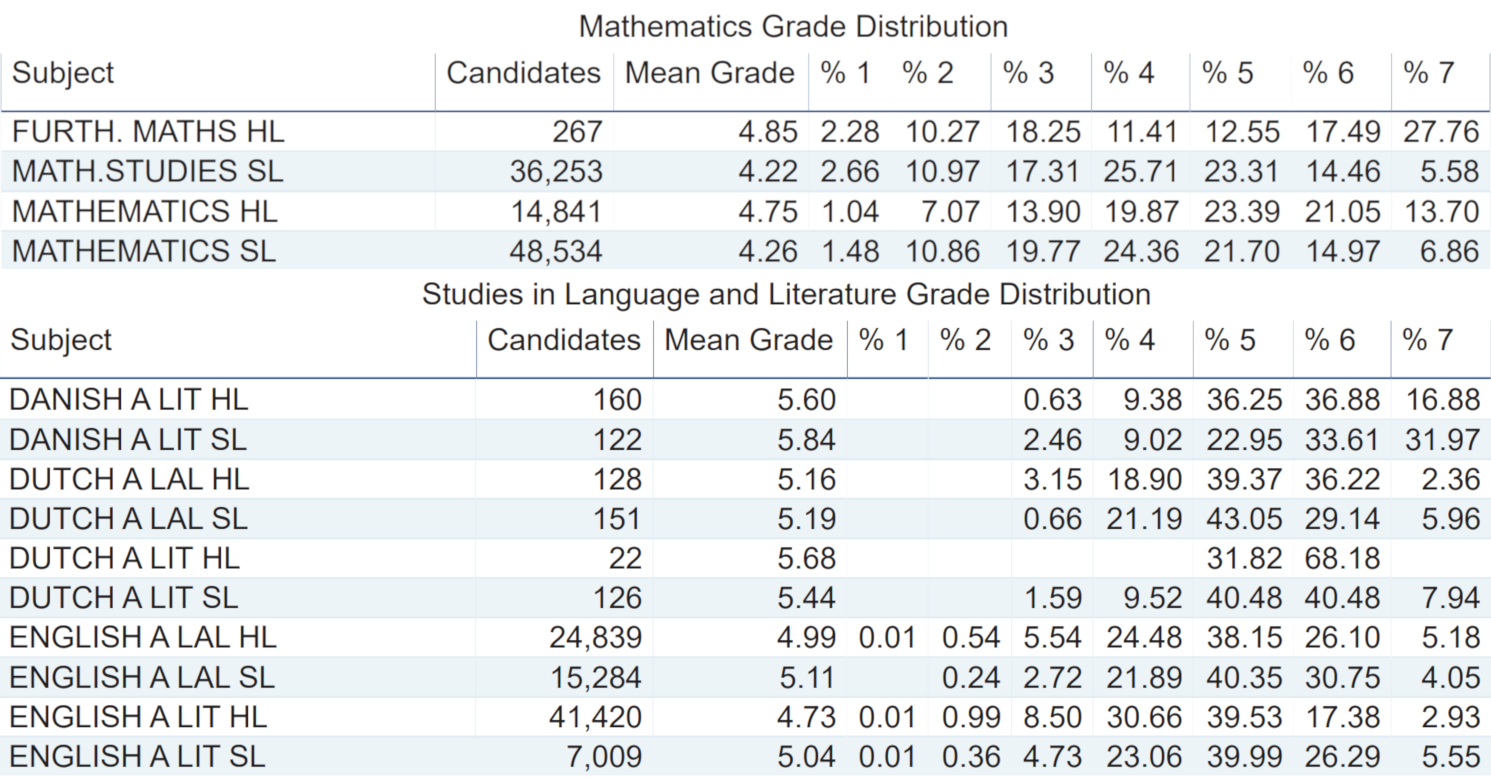 Mathematics Grade Distribution
Subject Candidates Mean Grade % 1 % 2 % 3 % 4 % 5 % 6 % 7
FURTH. MATHS HL 267 4.85 2.28 10.27 18.25 11.41 12.55 17.49 27.76
MATH.STUDIES SL 36,253 4.22 2.66 10.97 17.31 25.71 23.31 14.46 5.58
MATHEMATICS HL 14,841 4.75 1.04 7.07 13.90 19.87 23.39 21.05 13.70
MATHEMATICS SL 48,534 4.26 1.48 10.86 19.77 24.36 21.70 14.97 6.86
Studies in Language and Literature Grade Distribution
Subject Candidates Mean Grade % 1 % 2 % 3 % 4 % 5 % 6 % 7
DANISH A LIT HL 160 5.60 0.63 9.38 36.25 36.88 16.88
DANISH A LIT SL 122 5.84 2.46 9.02 22.95 33.61 31.97
DUTCH A LAL HL 128 5.16 3.15 18.90 39.37 36.22 2.36
DUTCH A LAL SL 151 5.19 0.66 21.19 43.05 29.14 5.96
DUTCH A LIT HL 22 5.68 31.82 68.18
DUTCH A LIT SL 126 5.44 1.59 9.52 40.48 40.48 7.94
ENGLISH A LAL HL 24,839 4.99 0.01 0.54 5.54 24.48 38.15 26.10 5.18
ENGLISH A LAL SL 15,284 5.11 0.24 2.72 21.89 40.35 30.75 4.05
ENGLISH A LIT HL 41,420 4.73 0.01 0.99 8.50 30.66 39.53 17.38 2.93
ENGLISH A LIT SL 7,009 5.04 0.01 0.36 4.73 23.06 39.99 26.29 5.55